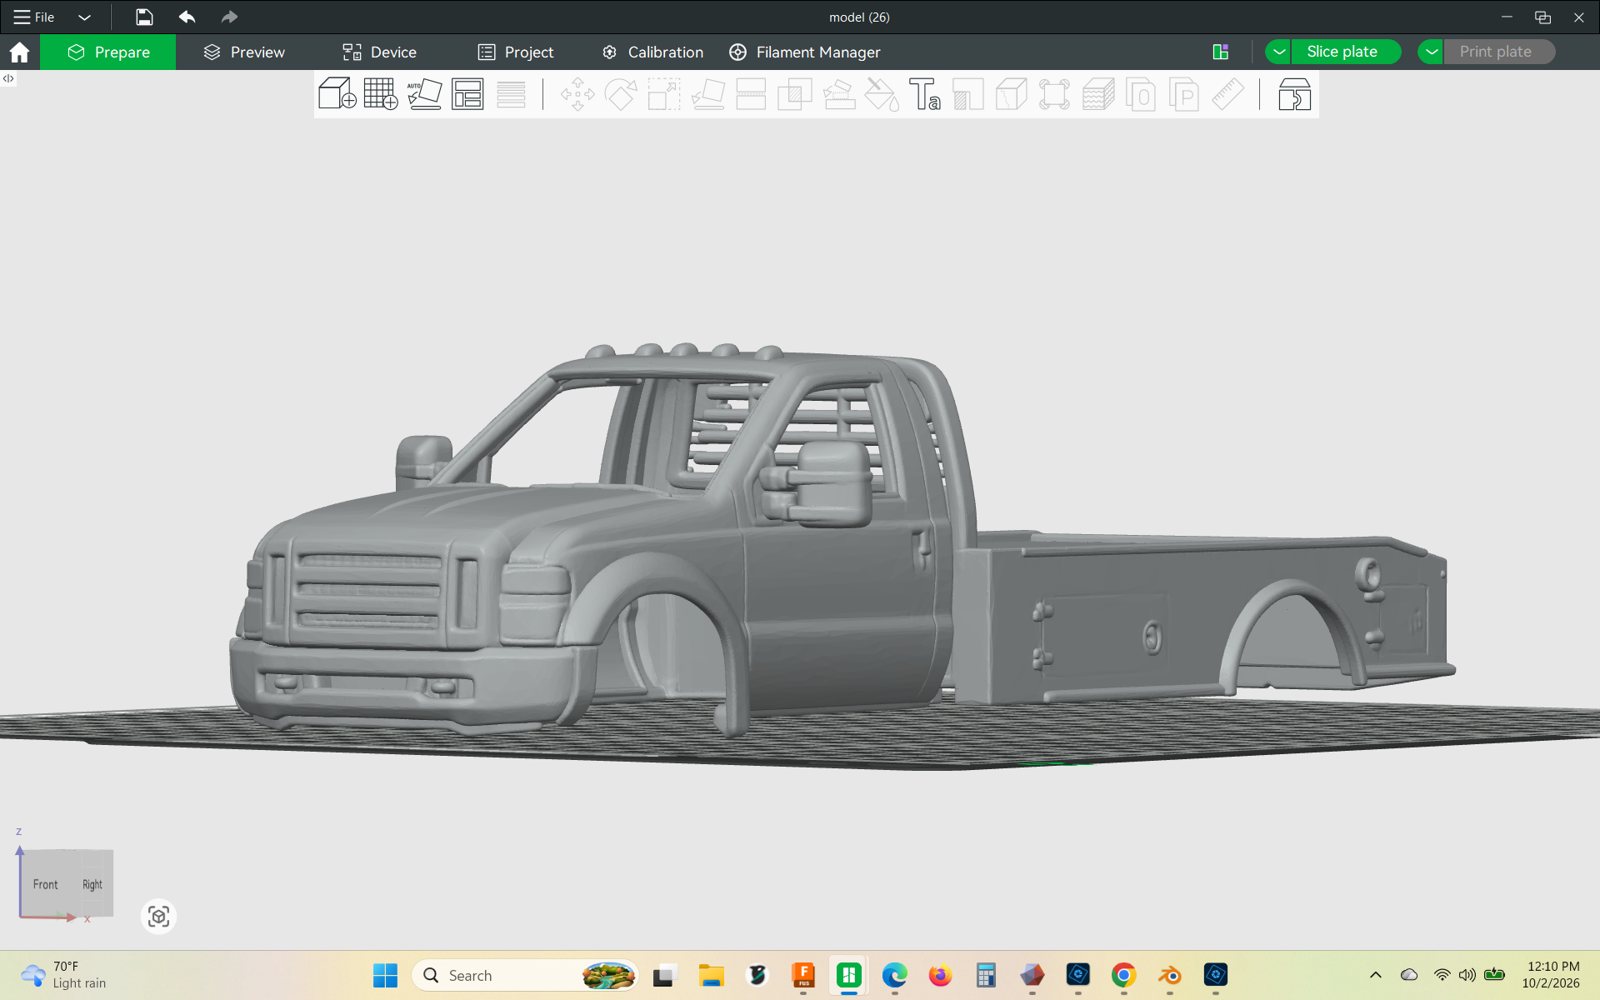 File
model (26)
Prepare
Preview
Device
Project
Calibration
Filament Manager
Slice plate
Print plate
AUTO
Ta
O
P
z
Front
Right
x
70°F
Light rain
Search
F
FUS
12:10 PM
10/2/2026